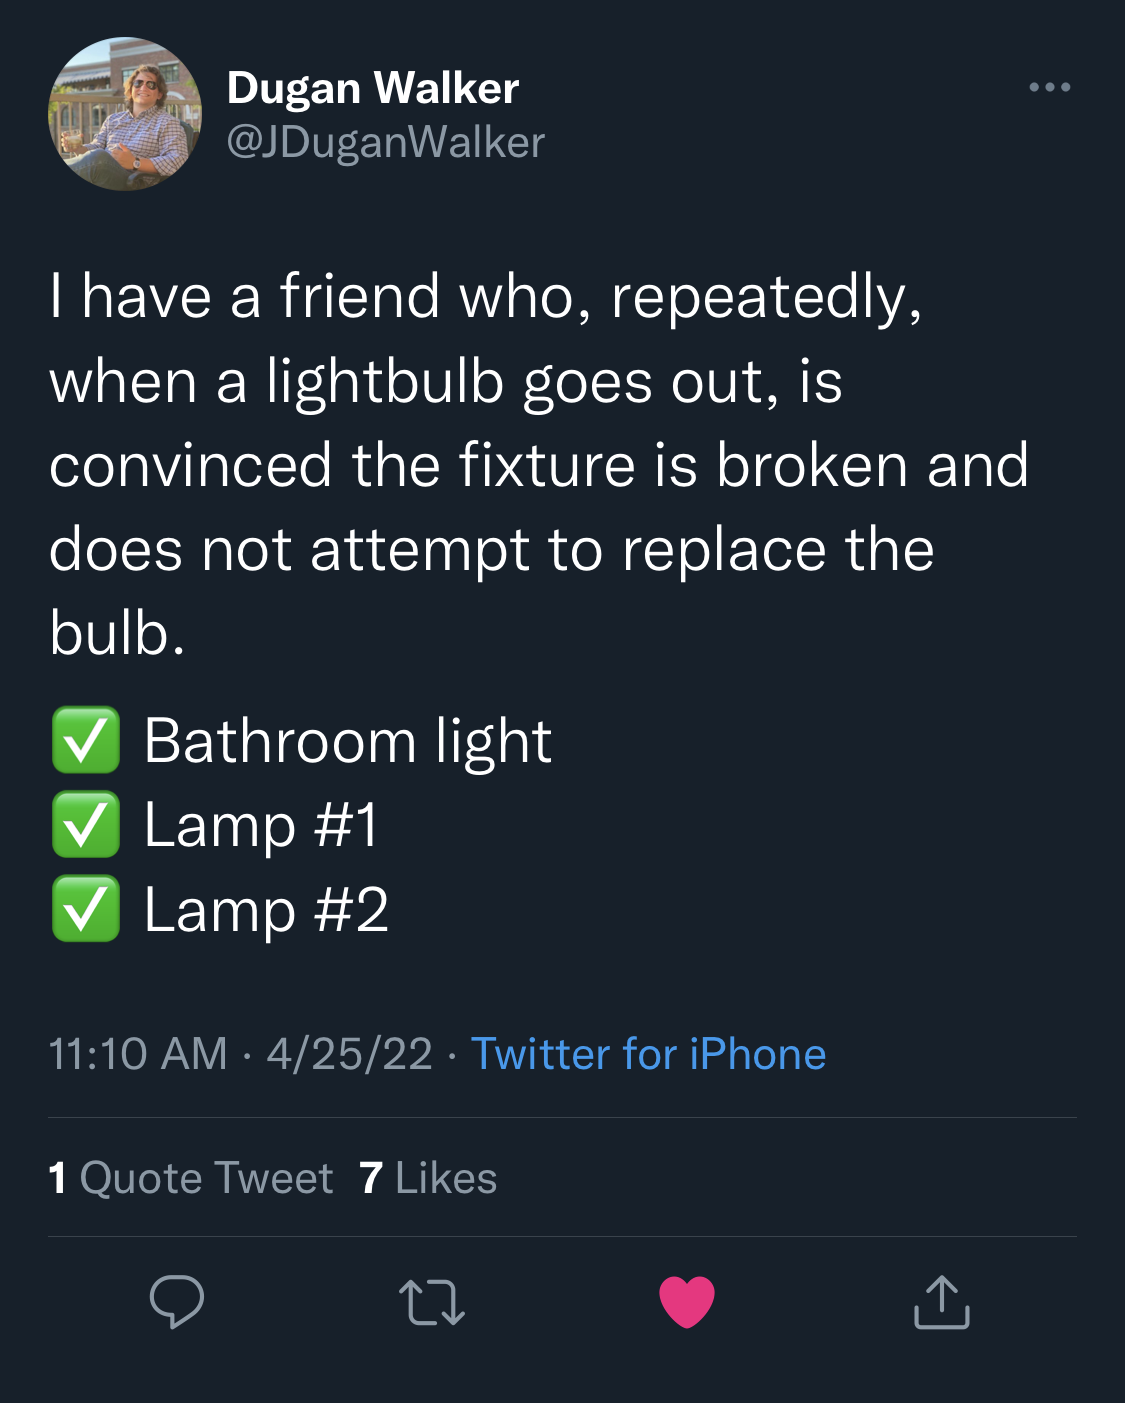 Dugan Walker
@JDuganWalker
I have a friend who, repeatedly,
when a lightbulb goes out, is
convinced the fixture is broken and
does not attempt to replace the
bulb.
✅ Bathroom light
✅ Lamp #1
✅ Lamp #2
11:10 AM · 4/25/22 · Twitter for iPhone
1 Quote Tweet 7 Likes